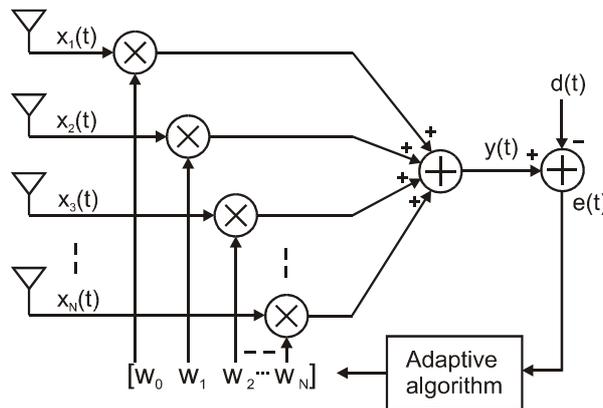 x₁(t)
x₂(t)
x₃(t)
x_N(t)
+
+
+
+
y(t)
+
d(t)
-
e(t)
[w₀ w₁ w₂... w_N]
Adaptive
algorithm